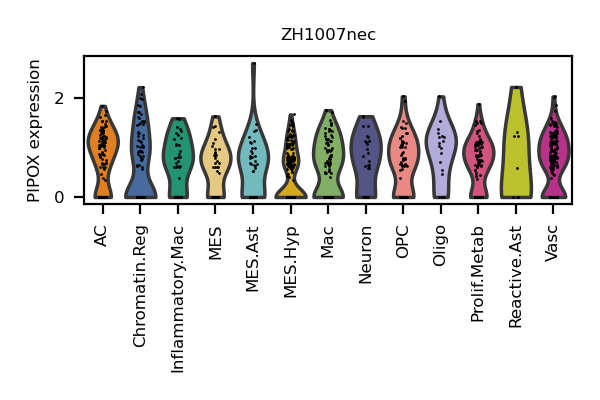 ZH1007nec
PIPOX expression
2
0
AC
Chromatin.Reg
Inflammatory.Mac
MES
MES.Ast
MES.Hyp
Mac
Neuron
OPC
Oligo
Prolif.Metab
Reactive.Ast
Vasc